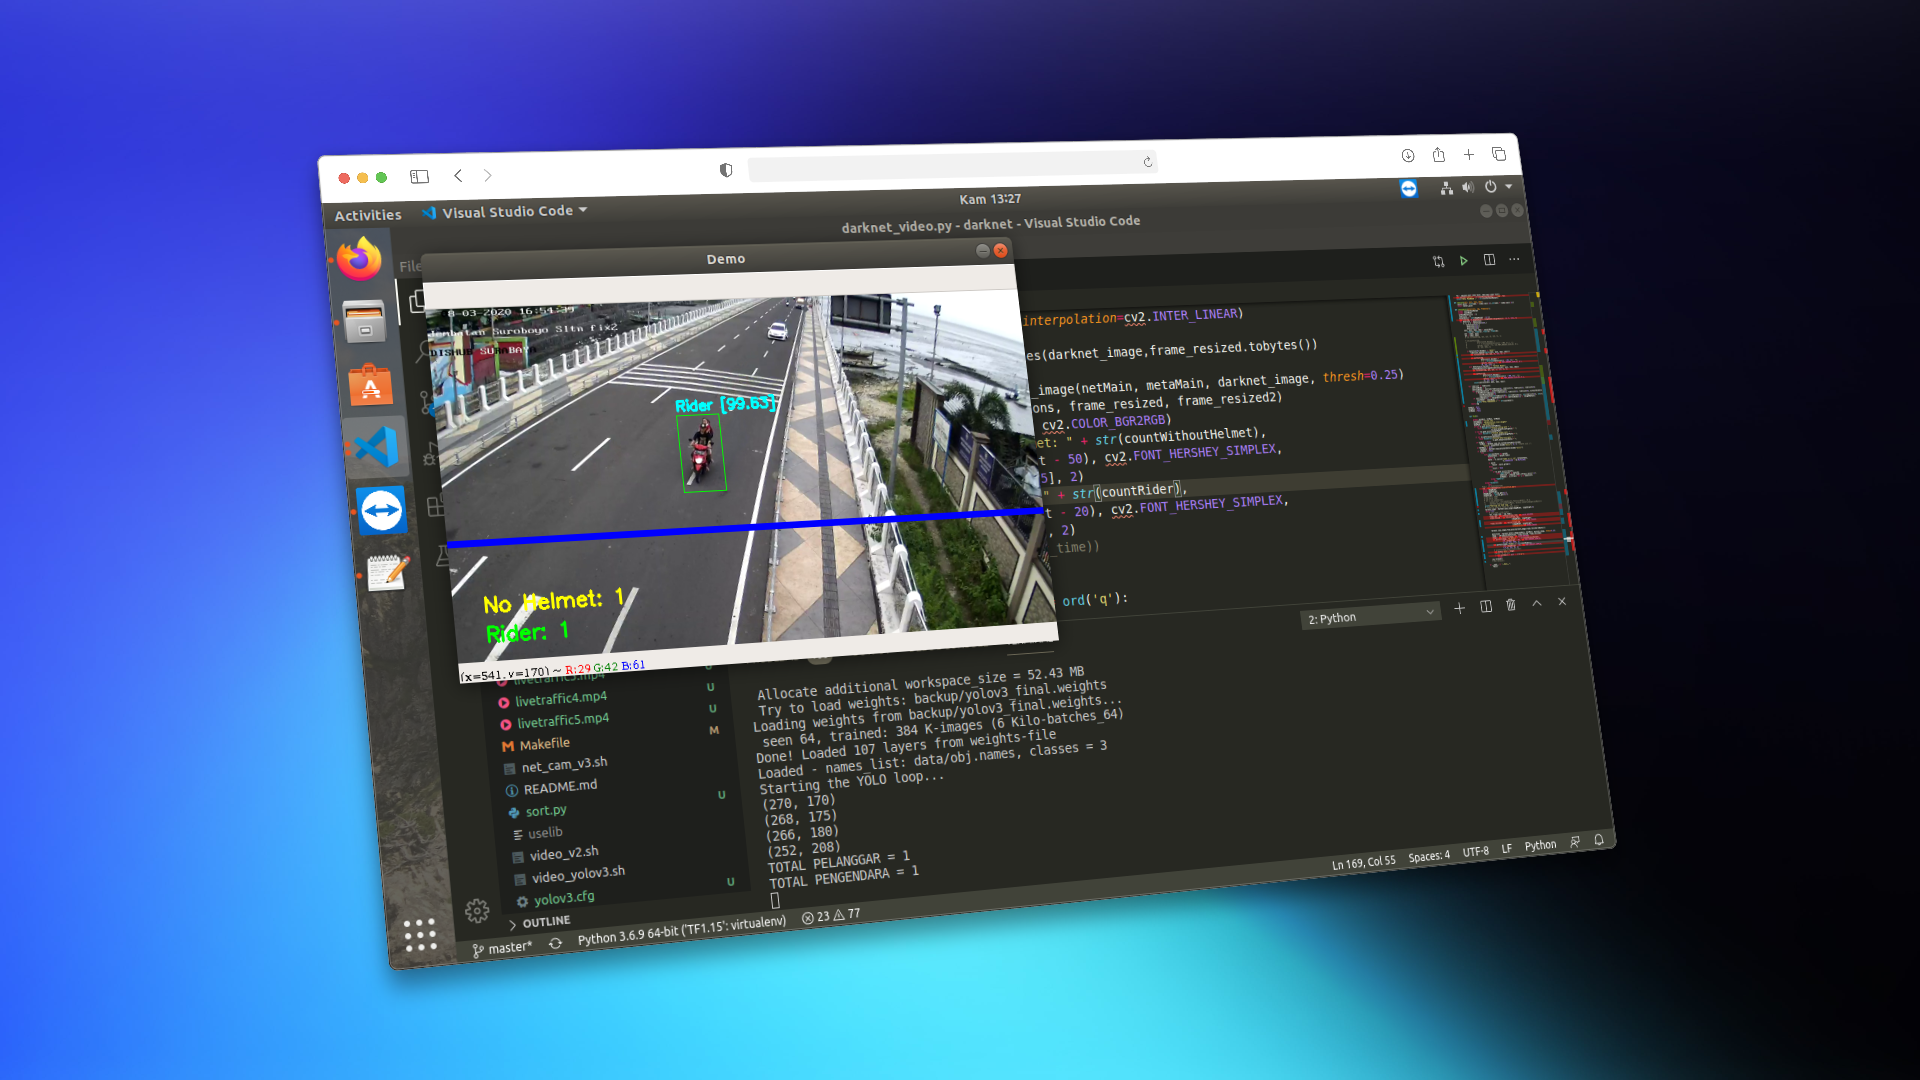 Activities
Visual Studio Code
Kam 13:27
darknet_video.py - darknet - Visual Studio Code
File
Demo
8-03-2020 16:54:39
Jembatan Suroboyo Sltn fix2
DISHUB SURABAYA
Rider [99.63]
No Helmet: 1
Rider: 1
(x=541, y=170) ~ R:29 G:42 B:61
interpolation=cv2.INTER_LINEAR)
es(darknet_image,frame_resized.tobytes())
_image(netMain, metaMain, darknet_image, thresh=0.25)
ons, frame_resized, frame_resized2)
cv2.COLOR_BGR2RGB)
et: " + str(countWithoutHelmet),
t - 50), cv2.FONT_HERSHEY_SIMPLEX,
5], 2)
" + str(countRider),
t - 20), cv2.FONT_HERSHEY_SIMPLEX,
, 2)
_time))
ord('q'):
2: Python
livetraffic3.mp4 U
livetraffic4.mp4 U
livetraffic5.mp4 U
Makefile M
net_cam_v3.sh
README.md
sort.py U
uselib
video_v2.sh
video_yolov3.sh
yolov3.cfg U
OUTLINE
Allocate additional workspace_size = 52.43 MB
Try to load weights: backup/yolov3_final.weights
Loading weights from backup/yolov3_final.weights...
seen 64, trained: 384 K-images (6 Kilo-batches_64)
Done! Loaded 107 layers from weights-file
Loaded - names_list: data/obj.names, classes = 3
Starting the YOLO loop...
(270, 170)
(268, 175)
(266, 180)
(252, 208)
TOTAL PELANGGAR = 1
TOTAL PENGENDARA = 1
master*
Python 3.6.9 64-bit ('TF1.15': virtualenv)
23
77
Ln 169, Col 55
Spaces: 4
UTF-8
LF
Python